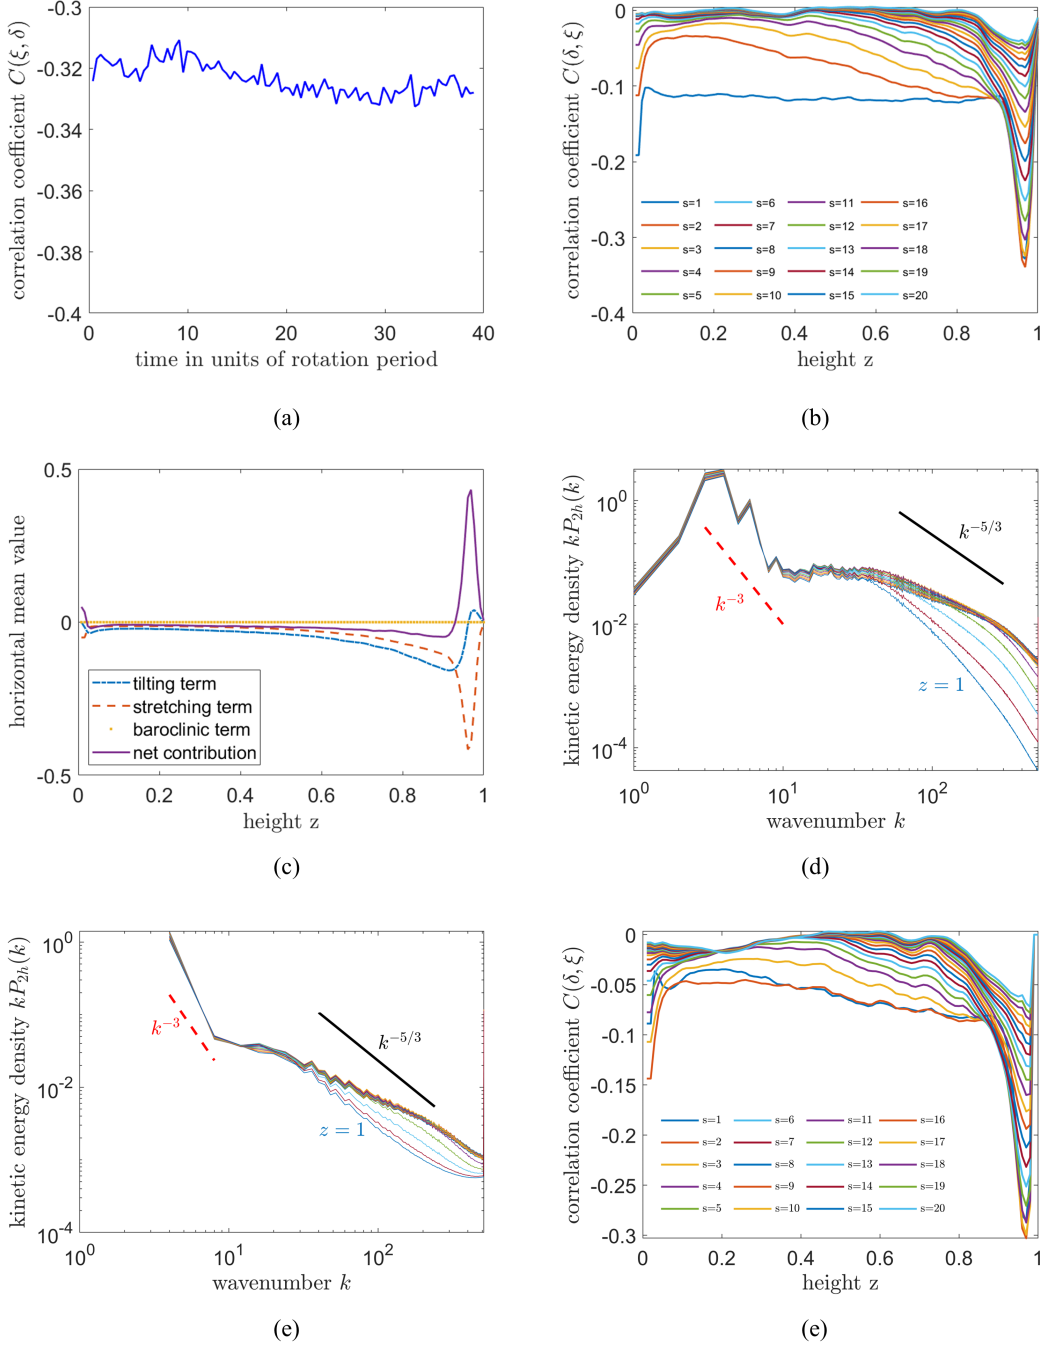 -0.3
-0.32
-0.34
-0.36
-0.38
-0.4
0 10 20 30 40
correlation coefficient C(ξ, δ)
time in units of rotation period
(a)
0
-0.1
-0.2
-0.3
-0.4
0 0.2 0.4 0.6 0.8 1
correlation coefficient C(δ, ξ)
height z
s=1 s=6 s=11 s=16
s=2 s=7 s=12 s=17
s=3 s=8 s=13 s=18
s=4 s=9 s=14 s=19
s=5 s=10 s=15 s=20
(b)
0.5
0
-0.5
0 0.2 0.4 0.6 0.8 1
horizontal mean value
height z
tilting term
stretching term
baroclinic term
net contribution
(c)
10^0
10^-2
10^-4
10^0 10^1 10^2
kinetic energy density kP_{2h}(k)
wavenumber k
k^{-5/3}
k^{-3}
z = 1
(d)
10^0
10^-2
10^-4
10^0 10^1 10^2
kinetic energy density kP_{2h}(k)
wavenumber k
k^{-3}
k^{-5/3}
z = 1
(e)
0
-0.05
-0.1
-0.15
-0.2
-0.25
-0.3
0 0.2 0.4 0.6 0.8 1
correlation coefficient C(δ, ξ)
height z
s=1 s=6 s=11 s=16
s=2 s=7 s=12 s=17
s=3 s=8 s=13 s=18
s=4 s=9 s=14 s=19
s=5 s=10 s=15 s=20
(e)